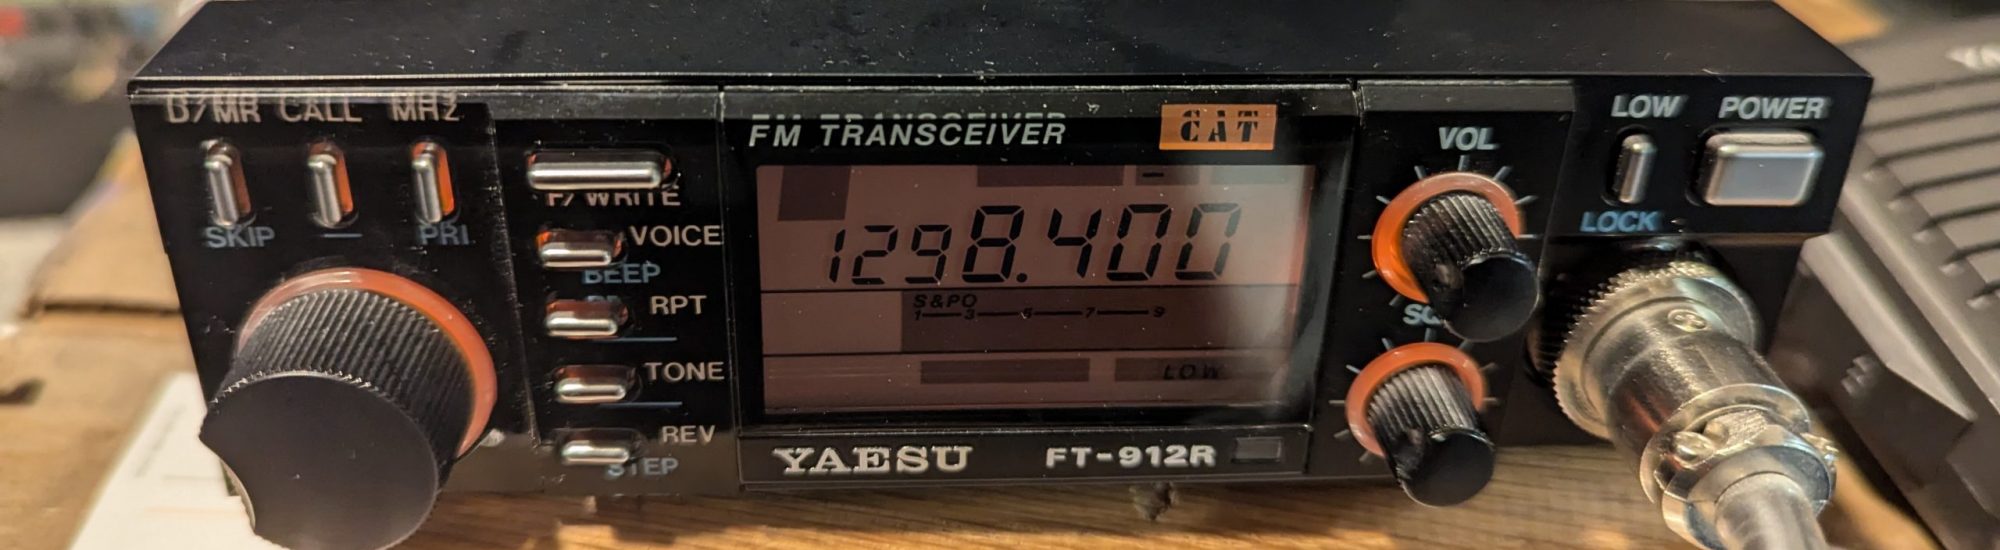 D/MR CALL MHz
SKIP — PRI
F/WRITE
VOICE
BEEP
RPT
TONE
REV
STEP
FM TRANSCEIVER CAT
1298.400
S&PO
1 3 5 7 9
LOW
YAESU FT-912R
VOL
LOW POWER
LOCK